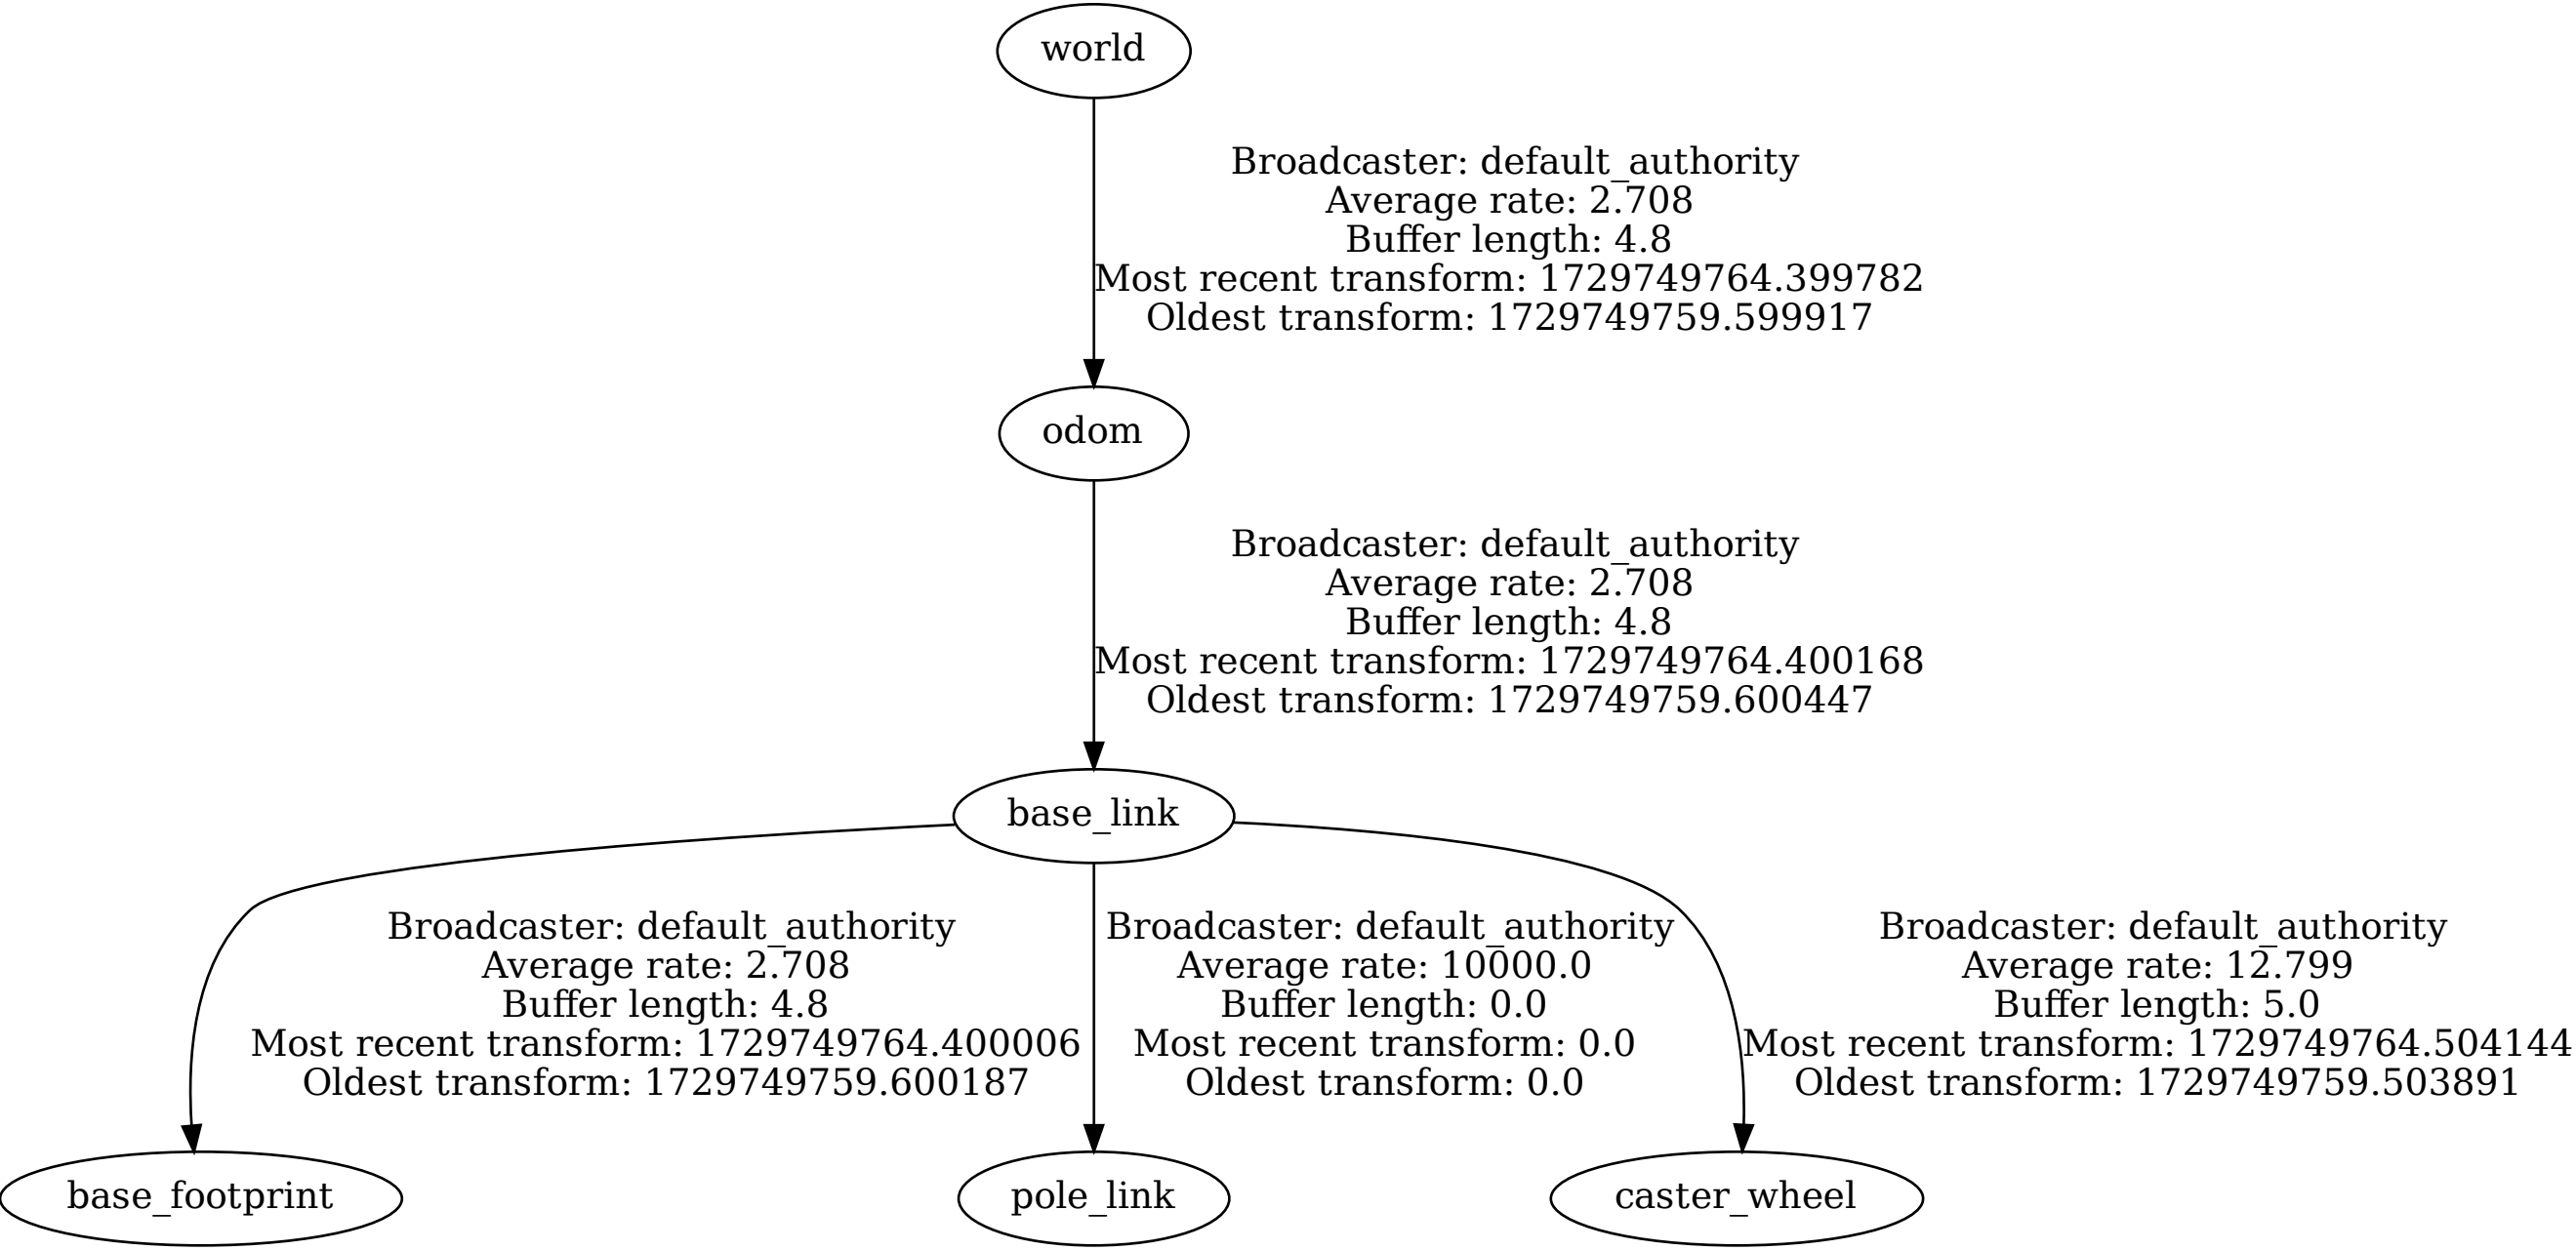 world
Broadcaster: default_authority
Average rate: 2.708
Buffer length: 4.8
Most recent transform: 1729749764.399782
Oldest transform: 1729749759.599917
odom
Broadcaster: default_authority
Average rate: 2.708
Buffer length: 4.8
Most recent transform: 1729749764.400168
Oldest transform: 1729749759.600447
base_link
Broadcaster: default_authority
Average rate: 2.708
Buffer length: 4.8
Most recent transform: 1729749764.400006
Oldest transform: 1729749759.600187
Broadcaster: default_authority
Average rate: 10000.0
Buffer length: 0.0
Most recent transform: 0.0
Oldest transform: 0.0
Broadcaster: default_authority
Average rate: 12.799
Buffer length: 5.0
Most recent transform: 1729749764.504144
Oldest transform: 1729749759.503891
base_footprint
pole_link
caster_wheel